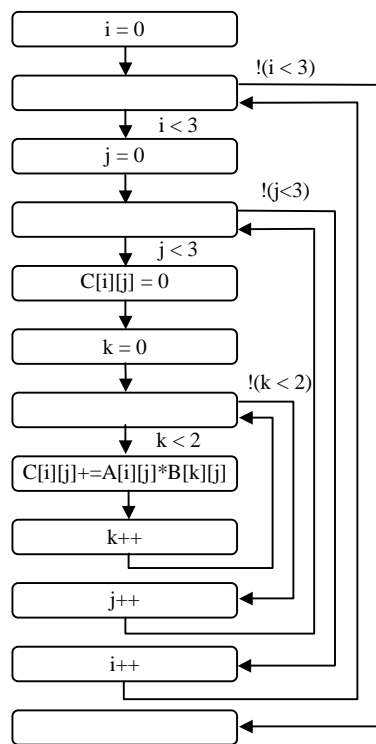 i = 0
!(i < 3)
i < 3
j = 0
!(j<3)
j < 3
C[i][j] = 0
k = 0
!(k < 2)
k < 2
C[i][j]+=A[i][j]*B[k][j]
k++
j++
i++